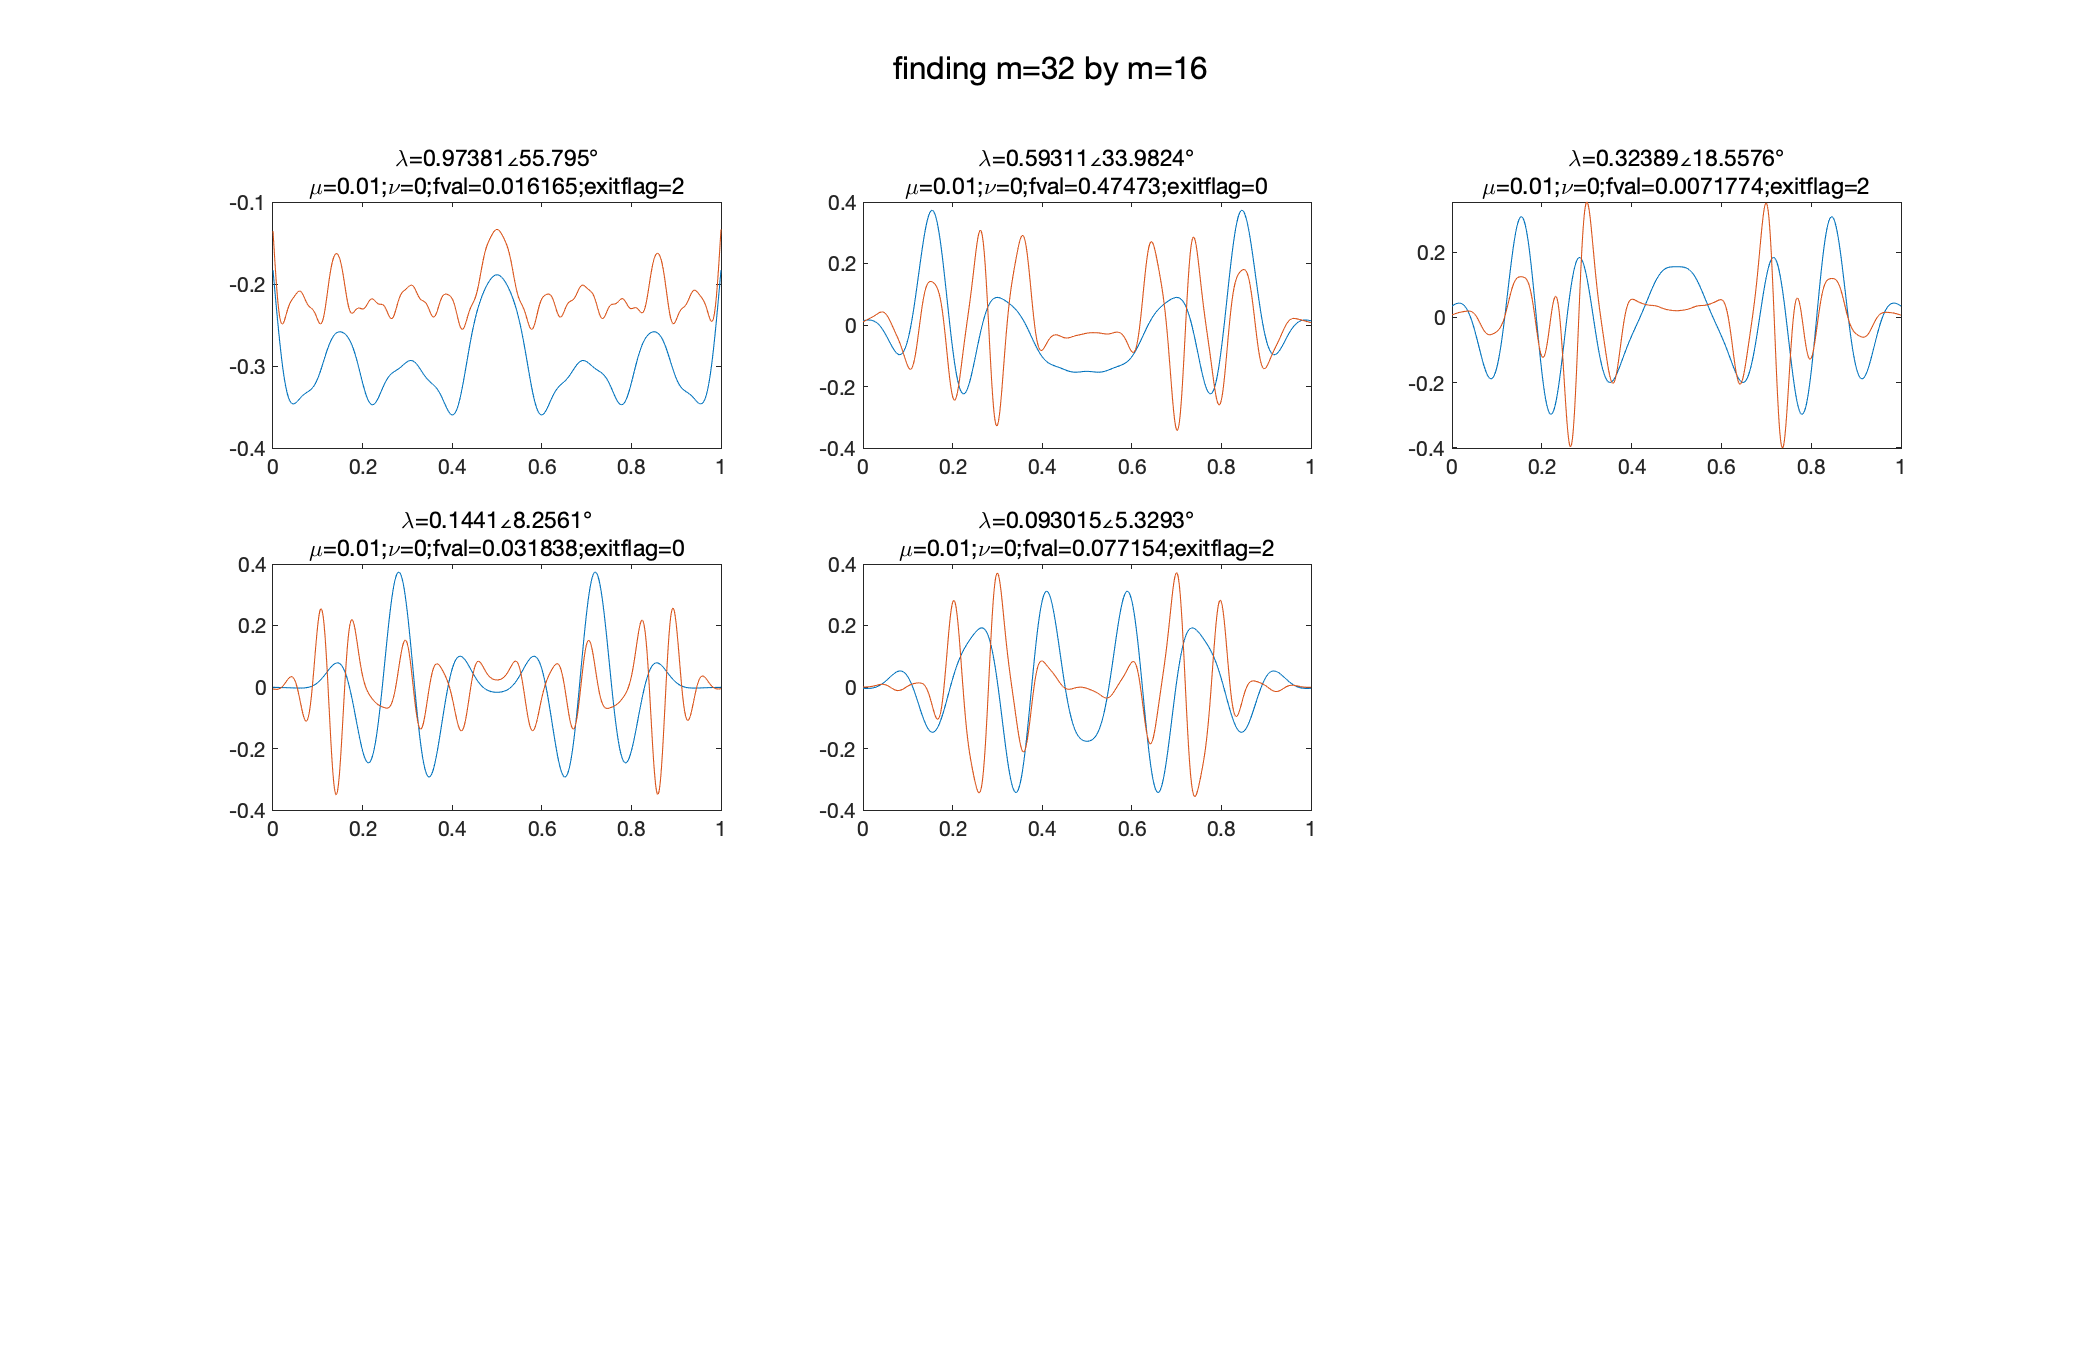 finding m=32 by m=16
λ=0.97381∠55.795°
μ=0.01;ν=0;fval=0.016165;exitflag=2
-0.1
-0.2
-0.3
-0.4
0 0.2 0.4 0.6 0.8 1
λ=0.59311∠33.9824°
μ=0.01;ν=0;fval=0.47473;exitflag=0
0.4
0.2
0
-0.2
-0.4
0 0.2 0.4 0.6 0.8 1
λ=0.32389∠18.5576°
μ=0.01;ν=0;fval=0.0071774;exitflag=2
0.2
0
-0.2
-0.4
0 0.2 0.4 0.6 0.8 1
λ=0.1441∠8.2561°
μ=0.01;ν=0;fval=0.031838;exitflag=0
0.4
0.2
0
-0.2
-0.4
0 0.2 0.4 0.6 0.8 1
λ=0.093015∠5.3293°
μ=0.01;ν=0;fval=0.077154;exitflag=2
0.4
0.2
0
-0.2
-0.4
0 0.2 0.4 0.6 0.8 1